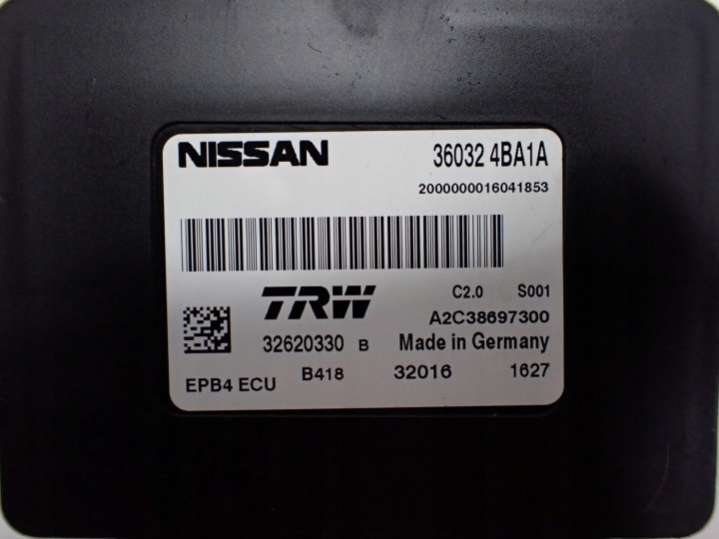 NISSAN 36032 4BA1A
2000000016041853
TRW C2.0 S001
A2C38697300
32620330 B Made in Germany
EPB4 ECU B418 32016 1627